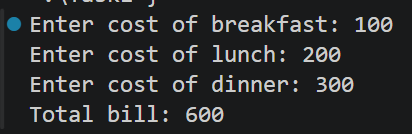 Enter cost of breakfast: 100
Enter cost of lunch: 200
Enter cost of dinner: 300
Total bill: 600